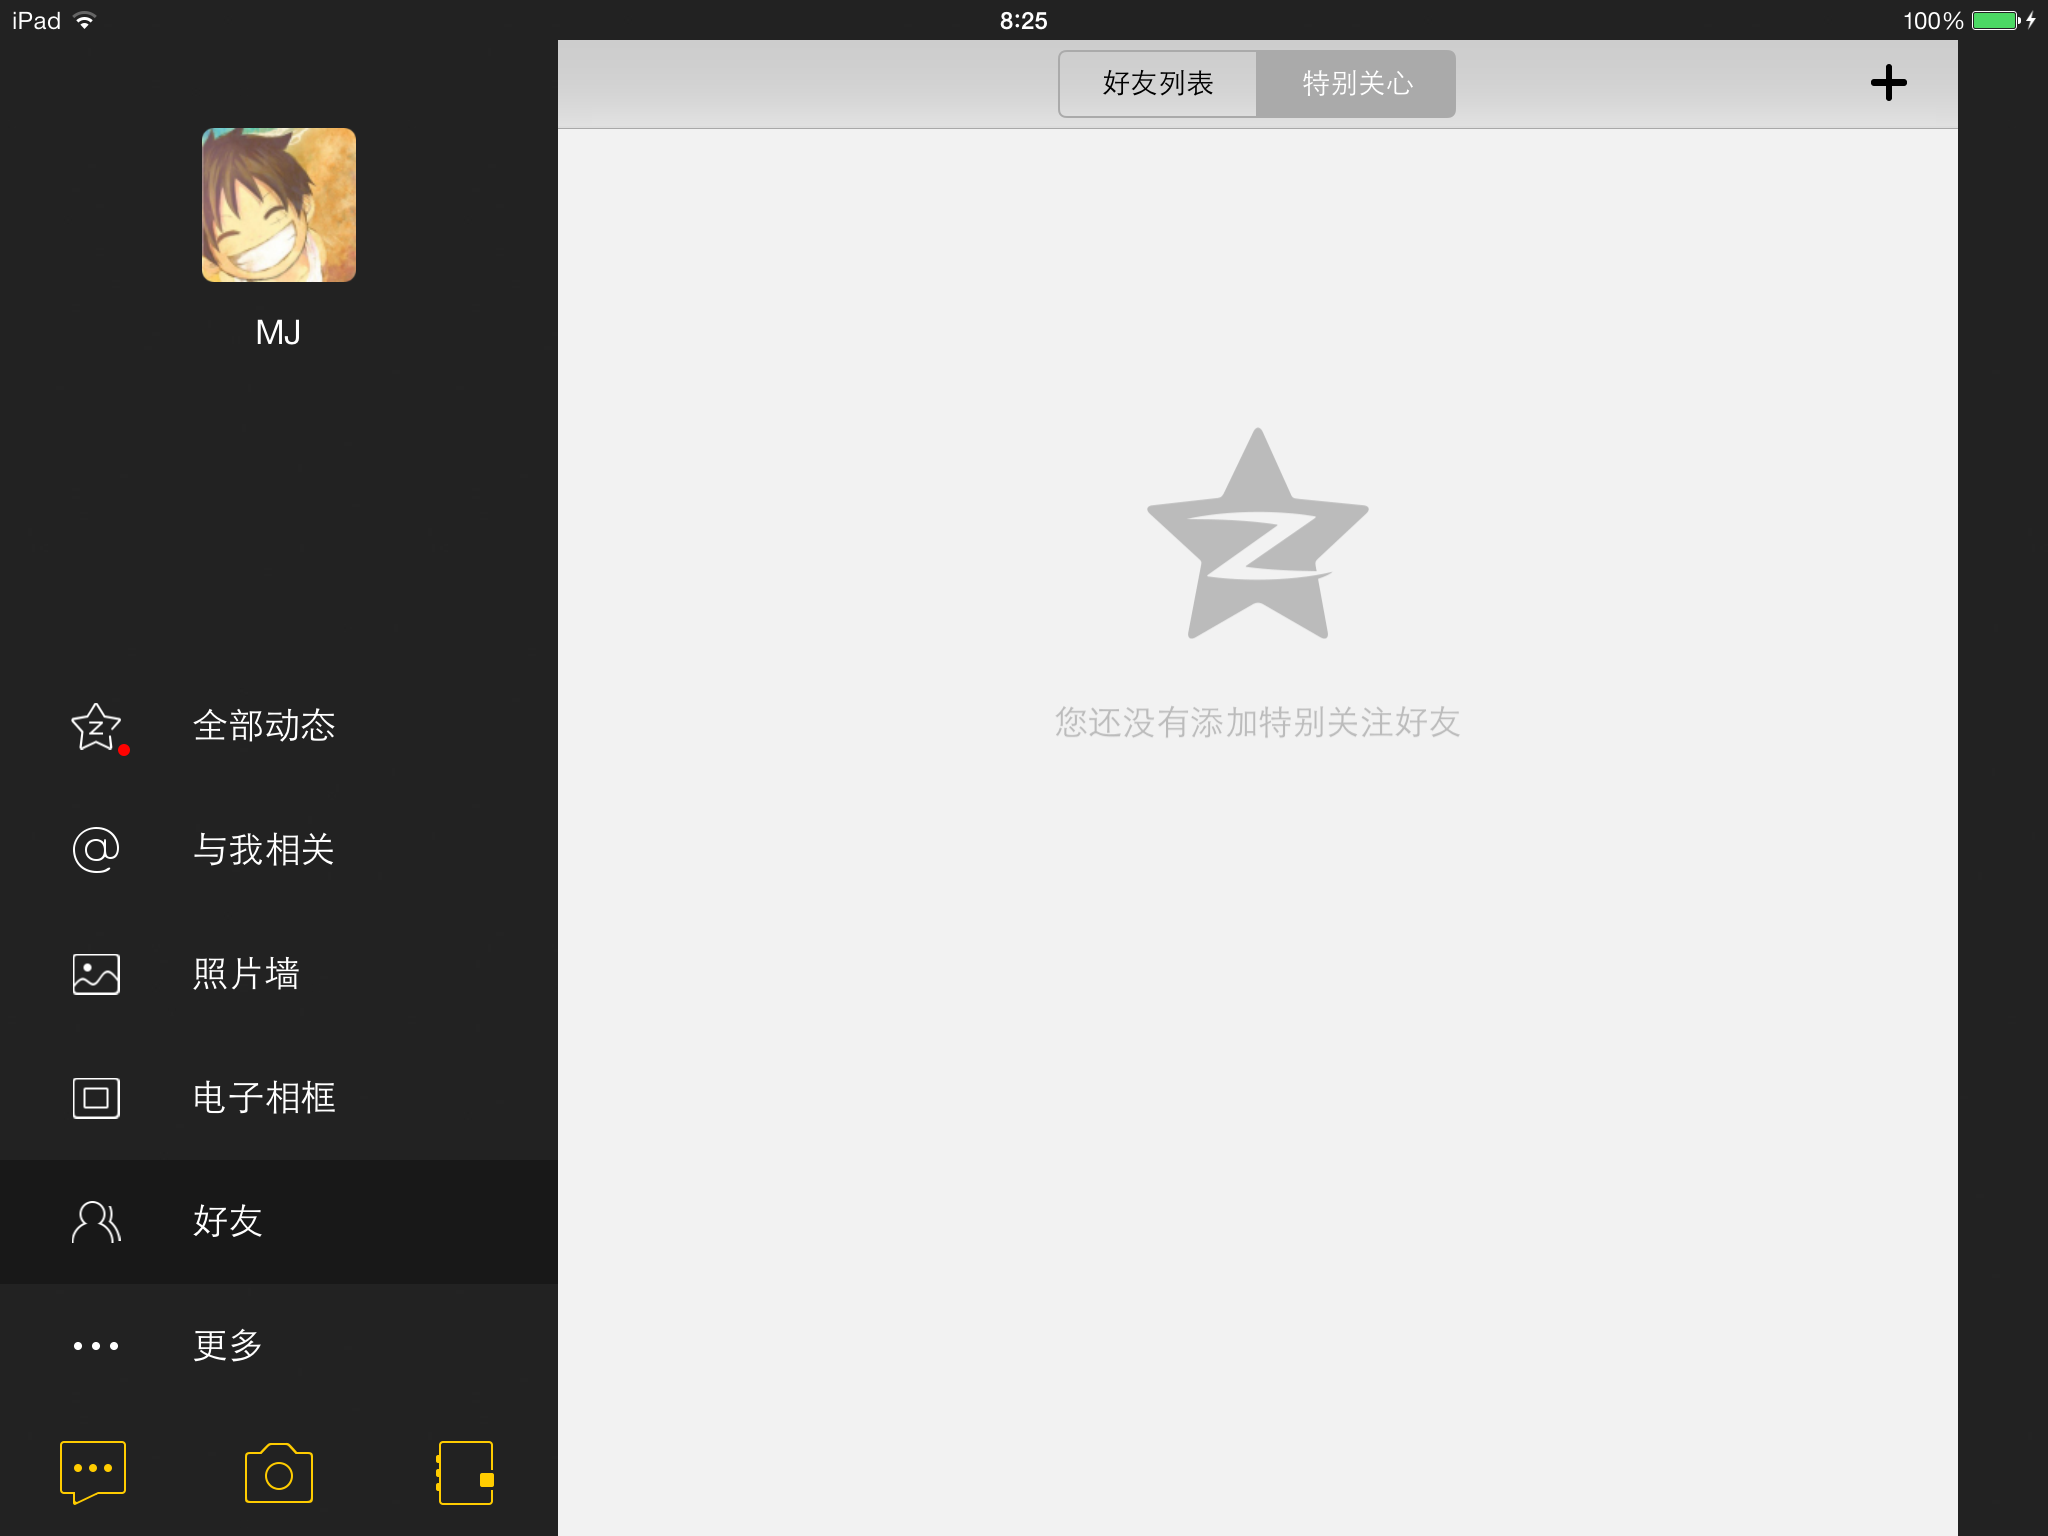 iPad 8:25 100%
好友列表 特别关心
MJ
您还没有添加特别关注好友
全部动态
与我相关
照片墙
电子相框
好友
更多